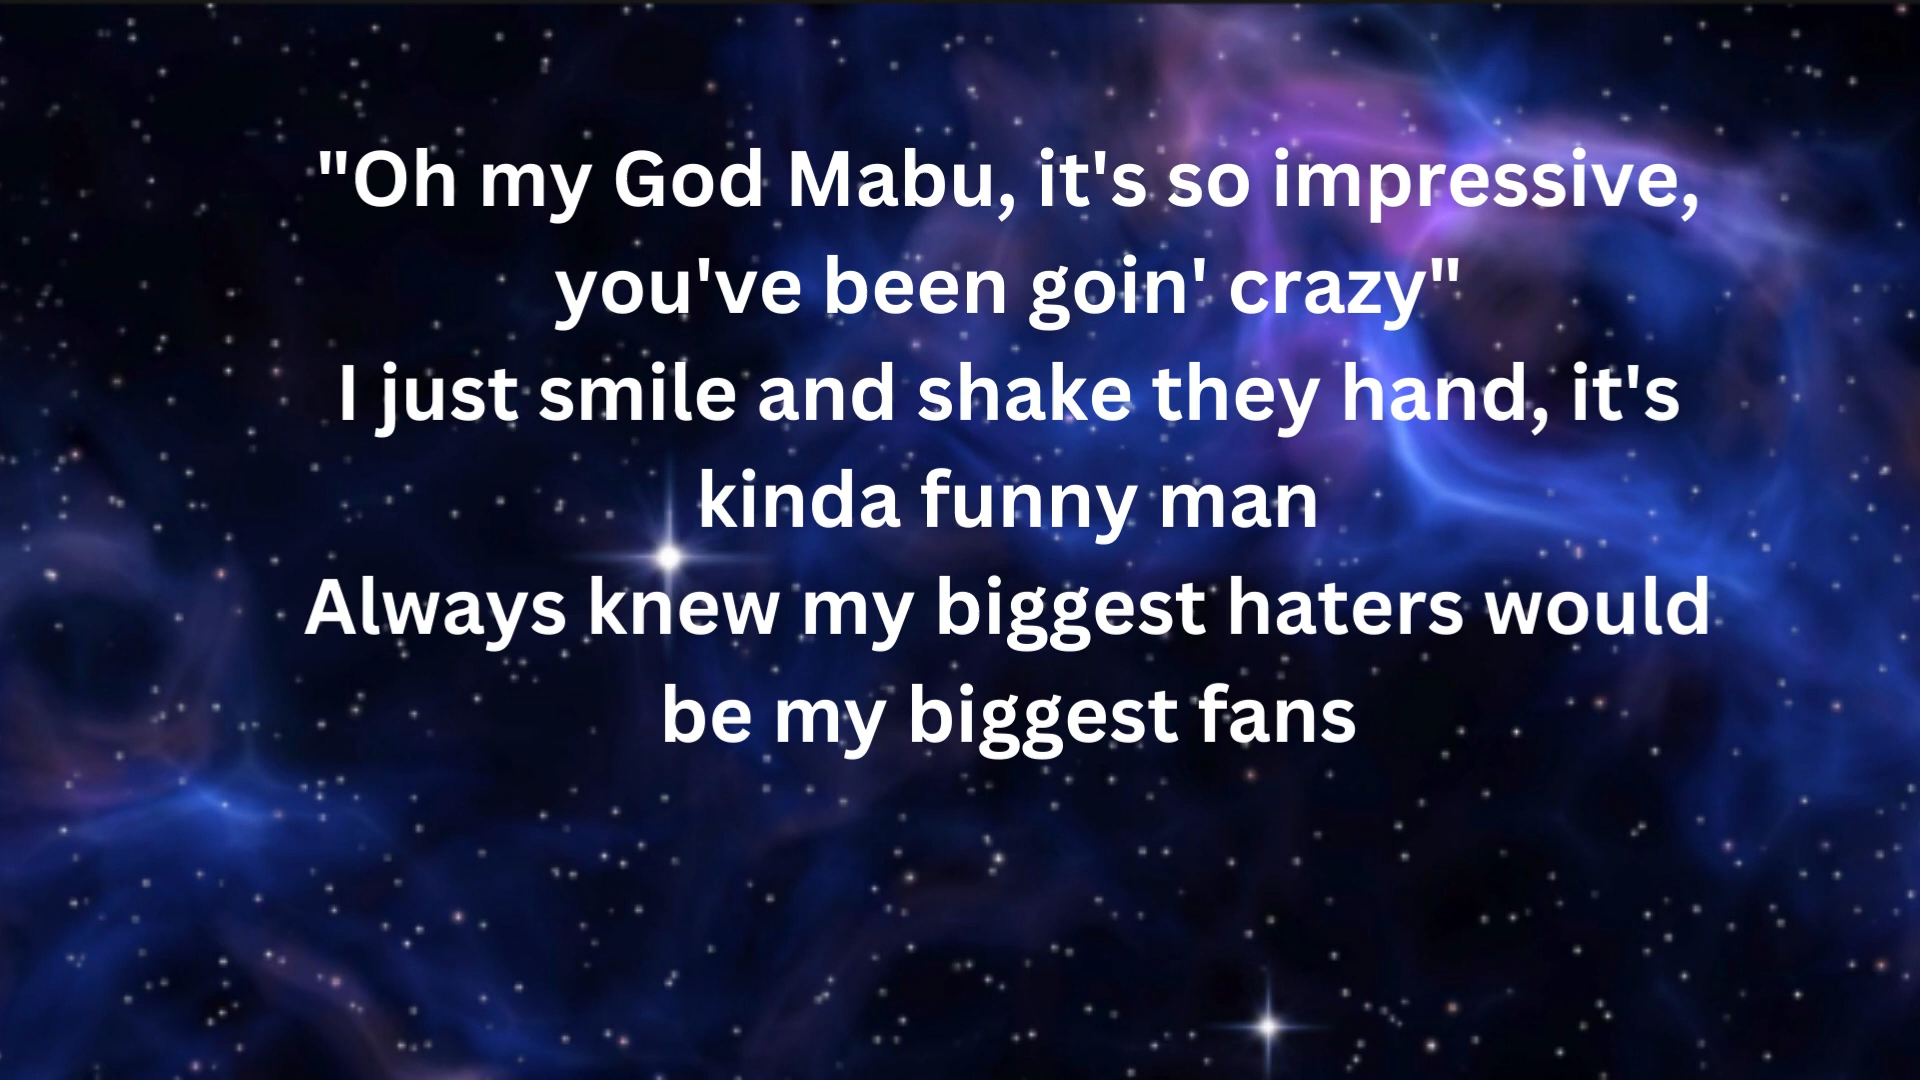 "Oh my God Mabu, it's so impressive,
you've been goin' crazy"
I just smile and shake they hand, it's
kinda funny man
Always knew my biggest haters would
be my biggest fans